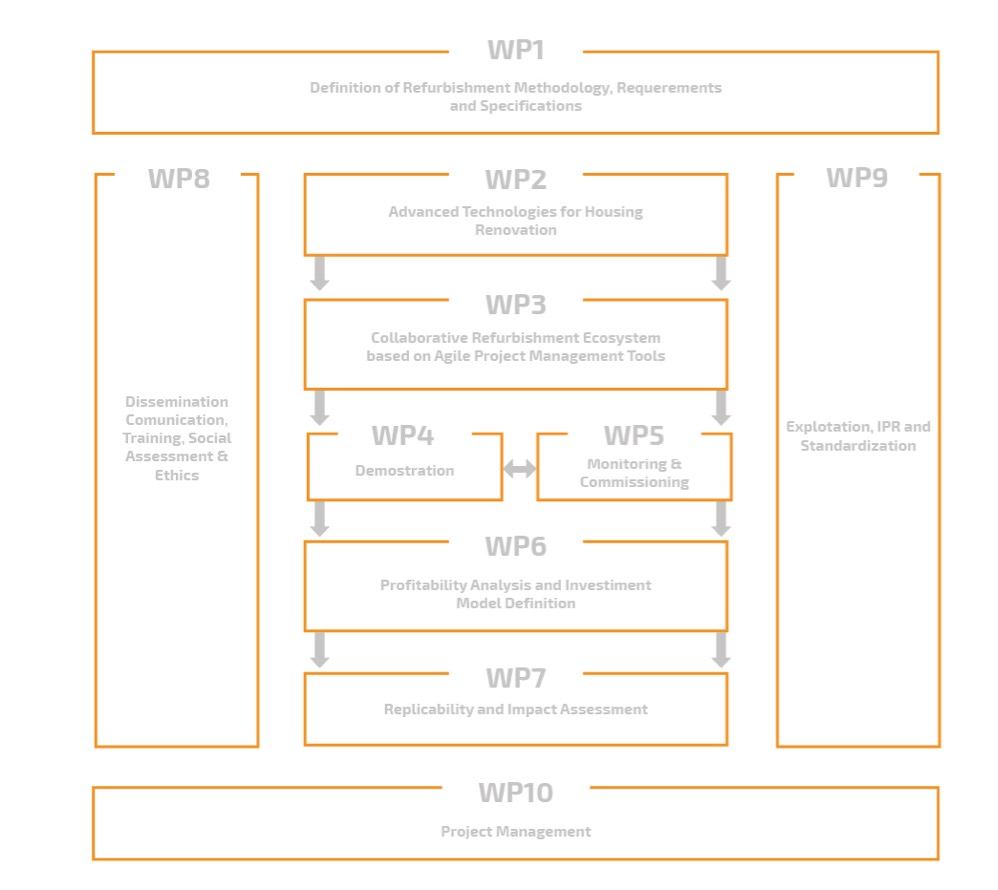 WP1
Definition of Refurbishment Methodology, Requerements
and Specifications
WP8
Dissemination
Comunication,
Training, Social
Assessment &
Ethics
WP2
Advanced Technologies for Housing
Renovation
WP3
Collaborative Refurbishment Ecosystem
based on Agile Project Management Tools
WP4
Demostration
WP5
Monitoring &
Commissioning
WP6
Profitability Analysis and Investiment
Model Definition
WP7
Replicability and Impact Assessment
WP9
Explotation, IPR and
Standardization
WP10
Project Management